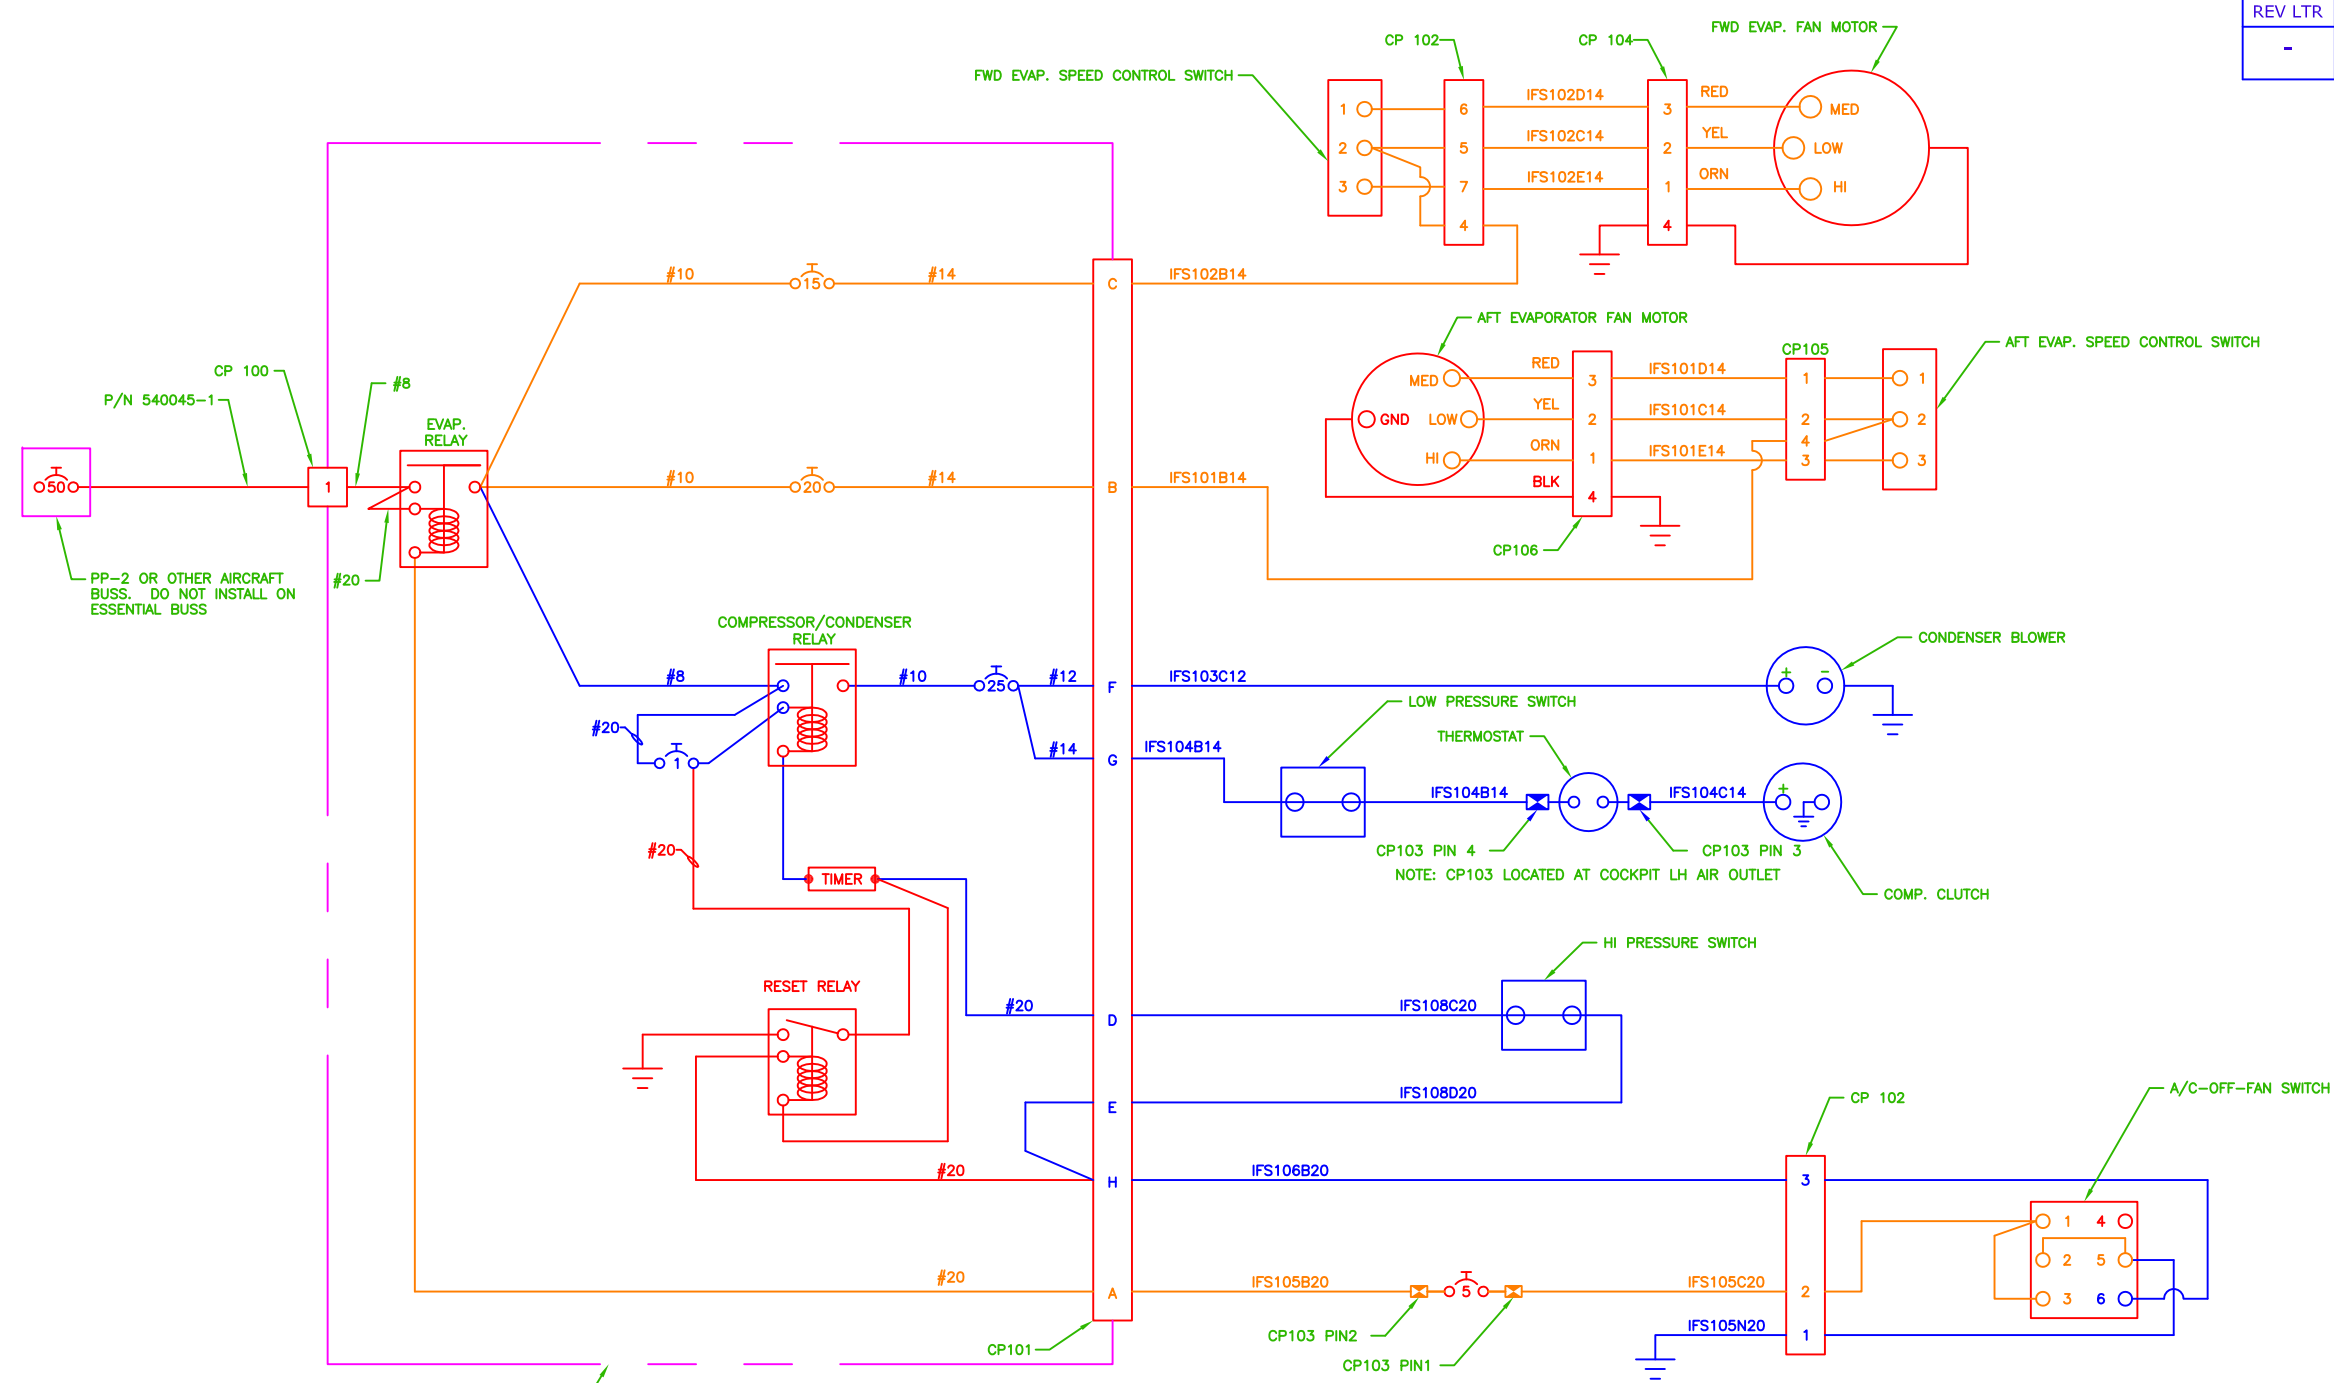 REV LTR
-
FWD EVAP. FAN MOTOR
CP 102
CP 104
FWD EVAP. SPEED CONTROL SWITCH
1
6
IFS102D14
3
RED
MED
2
5
IFS102C14
2
YEL
LOW
3
7
IFS102E14
1
ORN
HI
4
4
#10
15
#14
C
IFS102B14
AFT EVAPORATOR FAN MOTOR
AFT EVAP. SPEED CONTROL SWITCH
CP105
MED
RED
3
IFS101D14
1
1
GND
LOW
YEL
2
IFS101C14
2
2
4
HI
ORN
1
IFS101E14
3
3
BLK
4
CP106
CP 100
#8
P/N 540045-1
EVAP.
RELAY
50
1
#10
20
#14
B
IFS101B14
PP-2 OR OTHER AIRCRAFT
BUSS. DO NOT INSTALL ON
ESSENTIAL BUSS
#20
COMPRESSOR/CONDENSER
RELAY
CONDENSER BLOWER
#8
#10
25
#12
F
IFS103C12
+
-
LOW PRESSURE SWITCH
#20
THERMOSTAT
1
#14
G
IFS104B14
IFS104B14
IFS104C14
+
CP103 PIN 4
CP103 PIN 3
NOTE: CP103 LOCATED AT COCKPIT LH AIR OUTLET
COMP. CLUTCH
#20
TIMER
HI PRESSURE SWITCH
RESET RELAY
#20
D
IFS108C20
E
IFS108D20
CP 102
A/C-OFF-FAN SWITCH
#20
H
IFS106B20
3
1
4
2
5
3
6
#20
A
IFS105B20
5
IFS105C20
2
CP103 PIN2
IFS105N20
1
CP101
CP103 PIN1